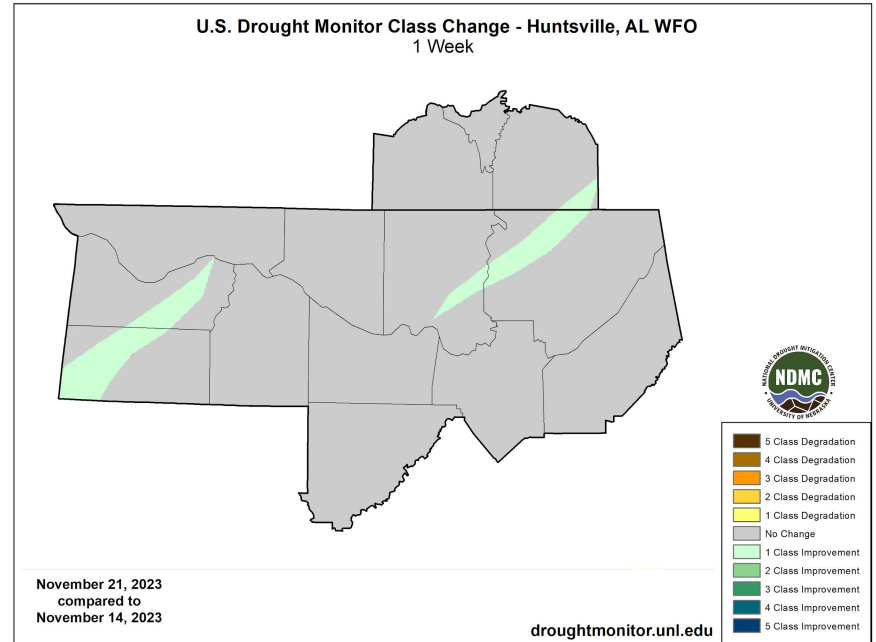 U.S. Drought Monitor Class Change - Huntsville, AL WFO
1 Week
NATIONAL DROUGHT MITIGATION CENTER
NDMC
UNIVERSITY OF NEBRASKA
5 Class Degradation
4 Class Degradation
3 Class Degradation
2 Class Degradation
1 Class Degradation
No Change
1 Class Improvement
2 Class Improvement
3 Class Improvement
4 Class Improvement
5 Class Improvement
November 21, 2023
compared to
November 14, 2023
droughtmonitor.unl.edu